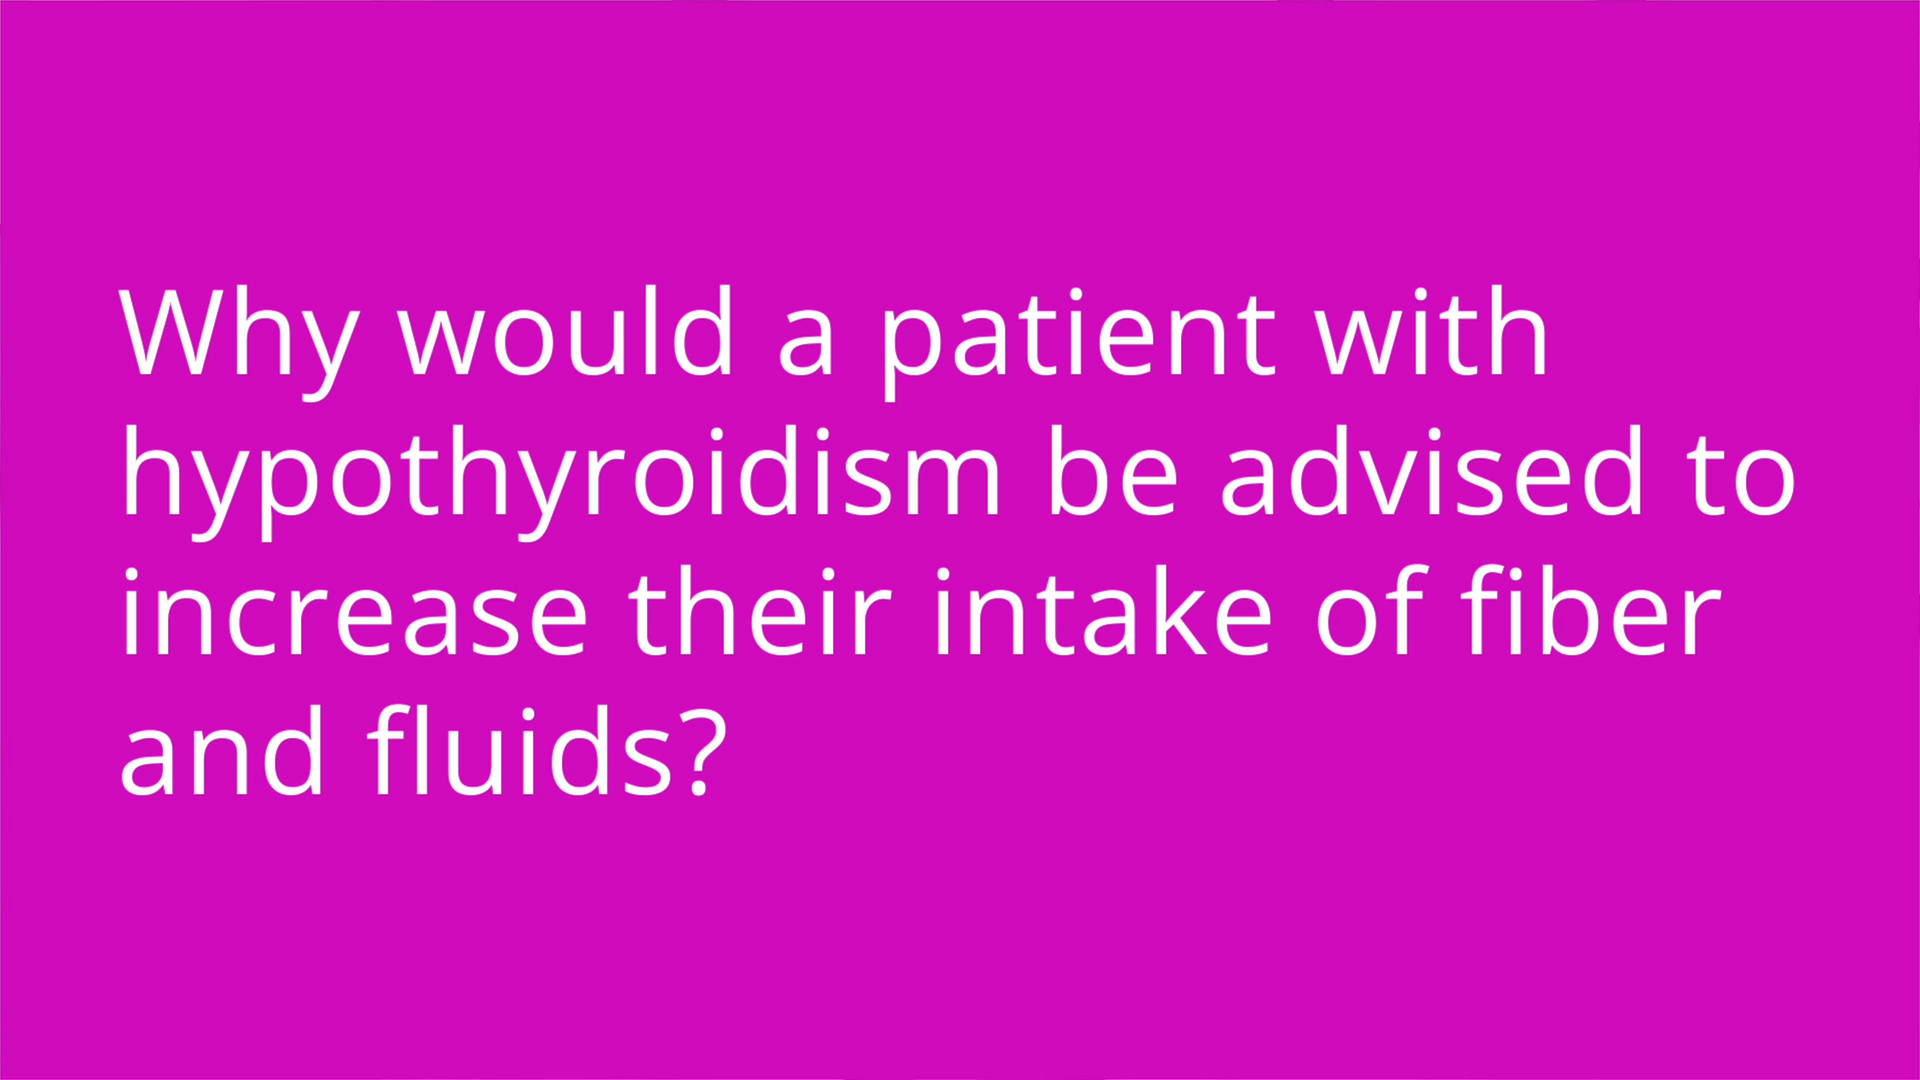 Why would a patient with
hypothyroidism be advised to
increase their intake of fiber
and fluids?